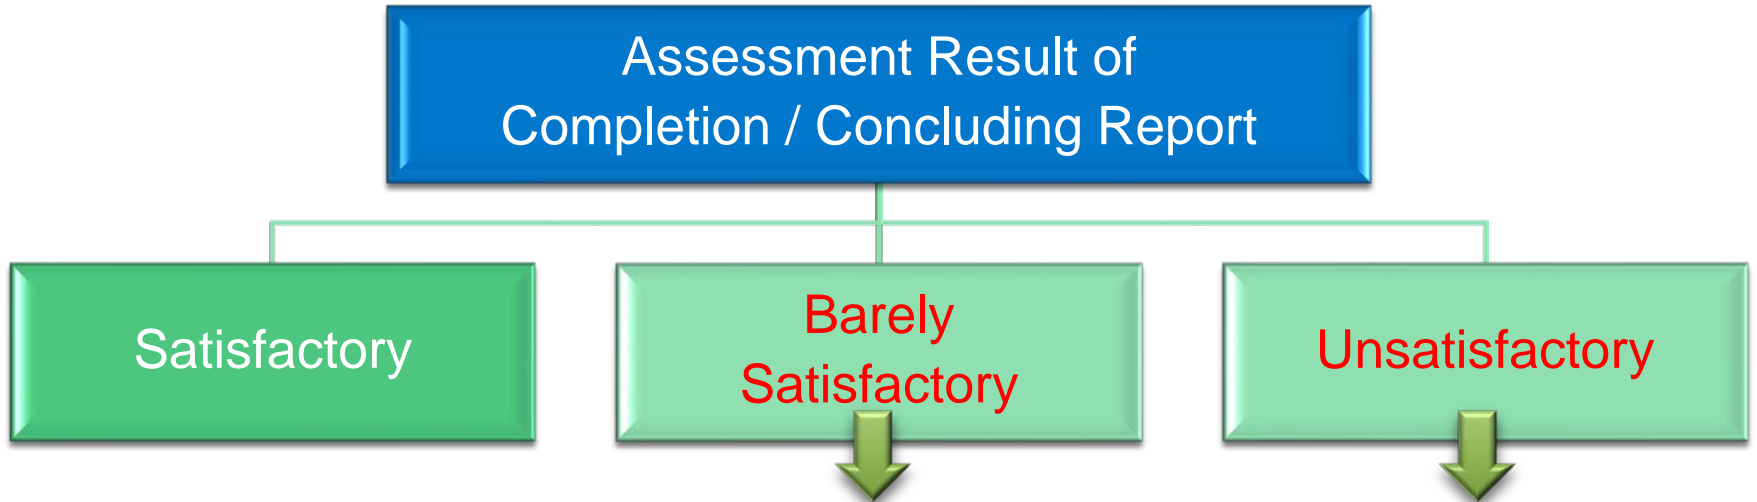 Assessment Result of
Completion / Concluding Report
Satisfactory
Barely
Satisfactory
Unsatisfactory